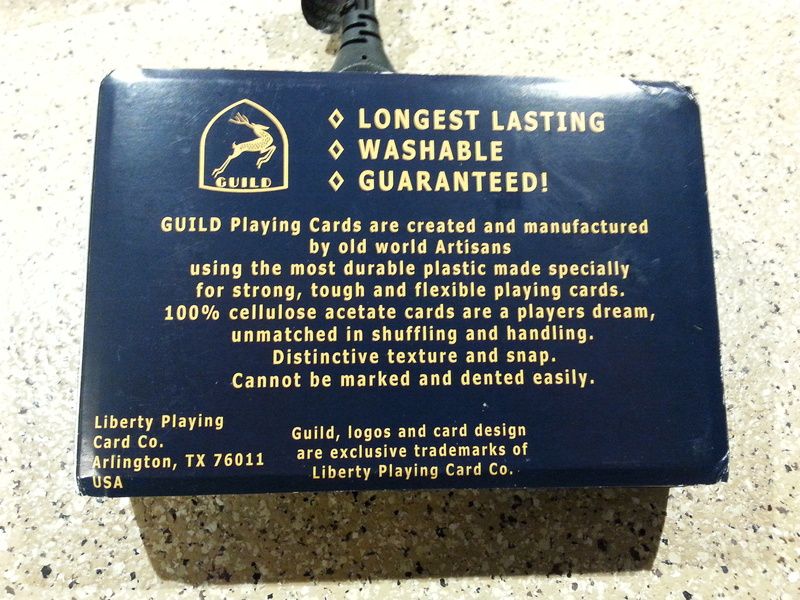 GUILD
◊ LONGEST LASTING
◊ WASHABLE
◊ GUARANTEED!
GUILD Playing Cards are created and manufactured
by old world Artisans
using the most durable plastic made specially
for strong, tough and flexible playing cards.
100% cellulose acetate cards are a players dream,
unmatched in shuffling and handling.
Distinctive texture and snap.
Cannot be marked and dented easily.
Liberty Playing
Card Co.
Arlington, TX 76011
USA
Guild, logos and card design
are exclusive trademarks of
Liberty Playing Card Co.